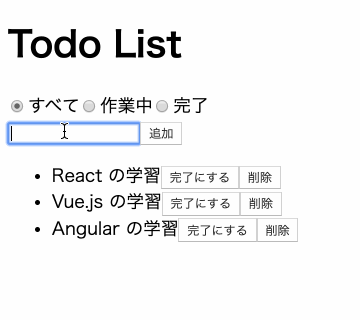 Todo List
すべて 作業中 完了
追加
React の学習 完了にする 削除
Vue.js の学習 完了にする 削除
Angular の学習 完了にする 削除